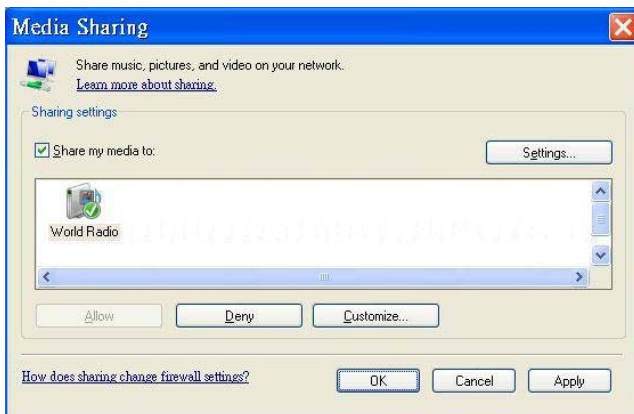 Media Sharing
Share music, pictures, and video on your network.
Learn more about sharing.
Sharing settings
Share my media to:
Settings...
World Radio
Allow
Deny
Customize...
How does sharing change firewall settings?
OK
Cancel
Apply